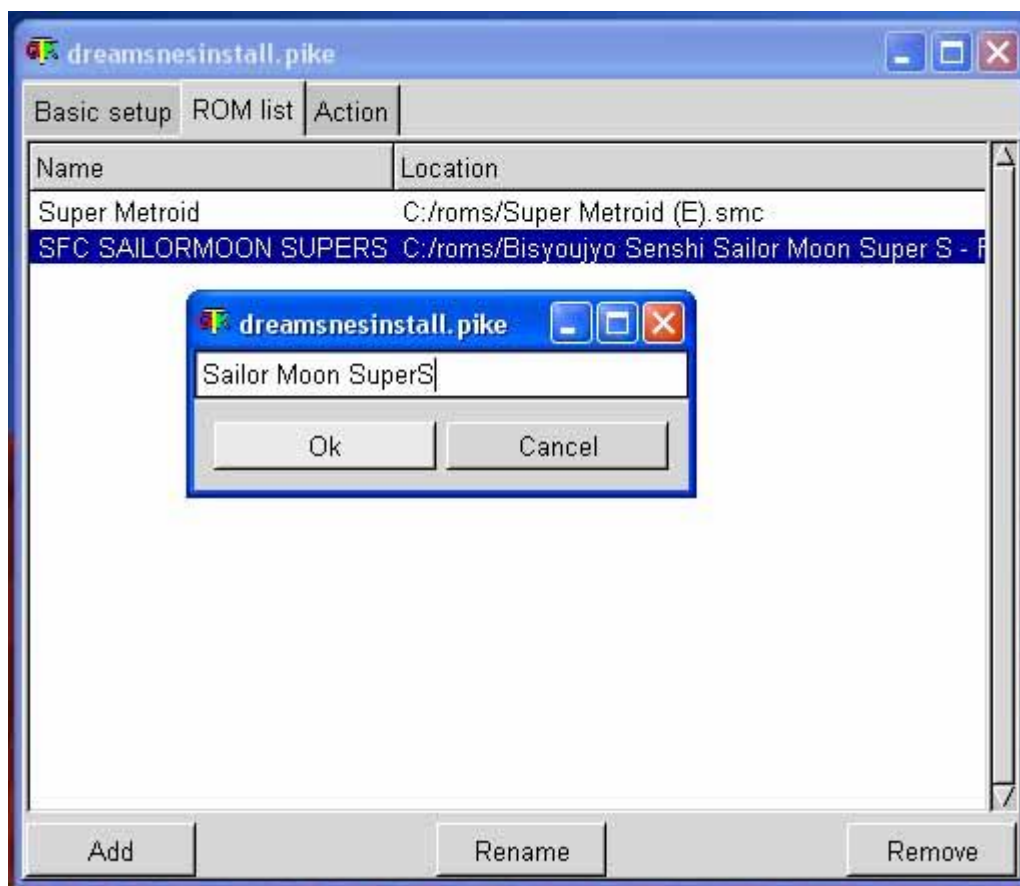 dreamsnesinstall.pike
Basic setup ROM list Action
Name Location
Super Metroid C:/roms/Super Metroid (E).smc
SFC SAILORMOON SUPERS C:/roms/Bisyoujyo Senshi Sailor Moon Super S -
dreamsnesinstall.pike
Sailor Moon SuperS
Ok Cancel
Add Rename Remove